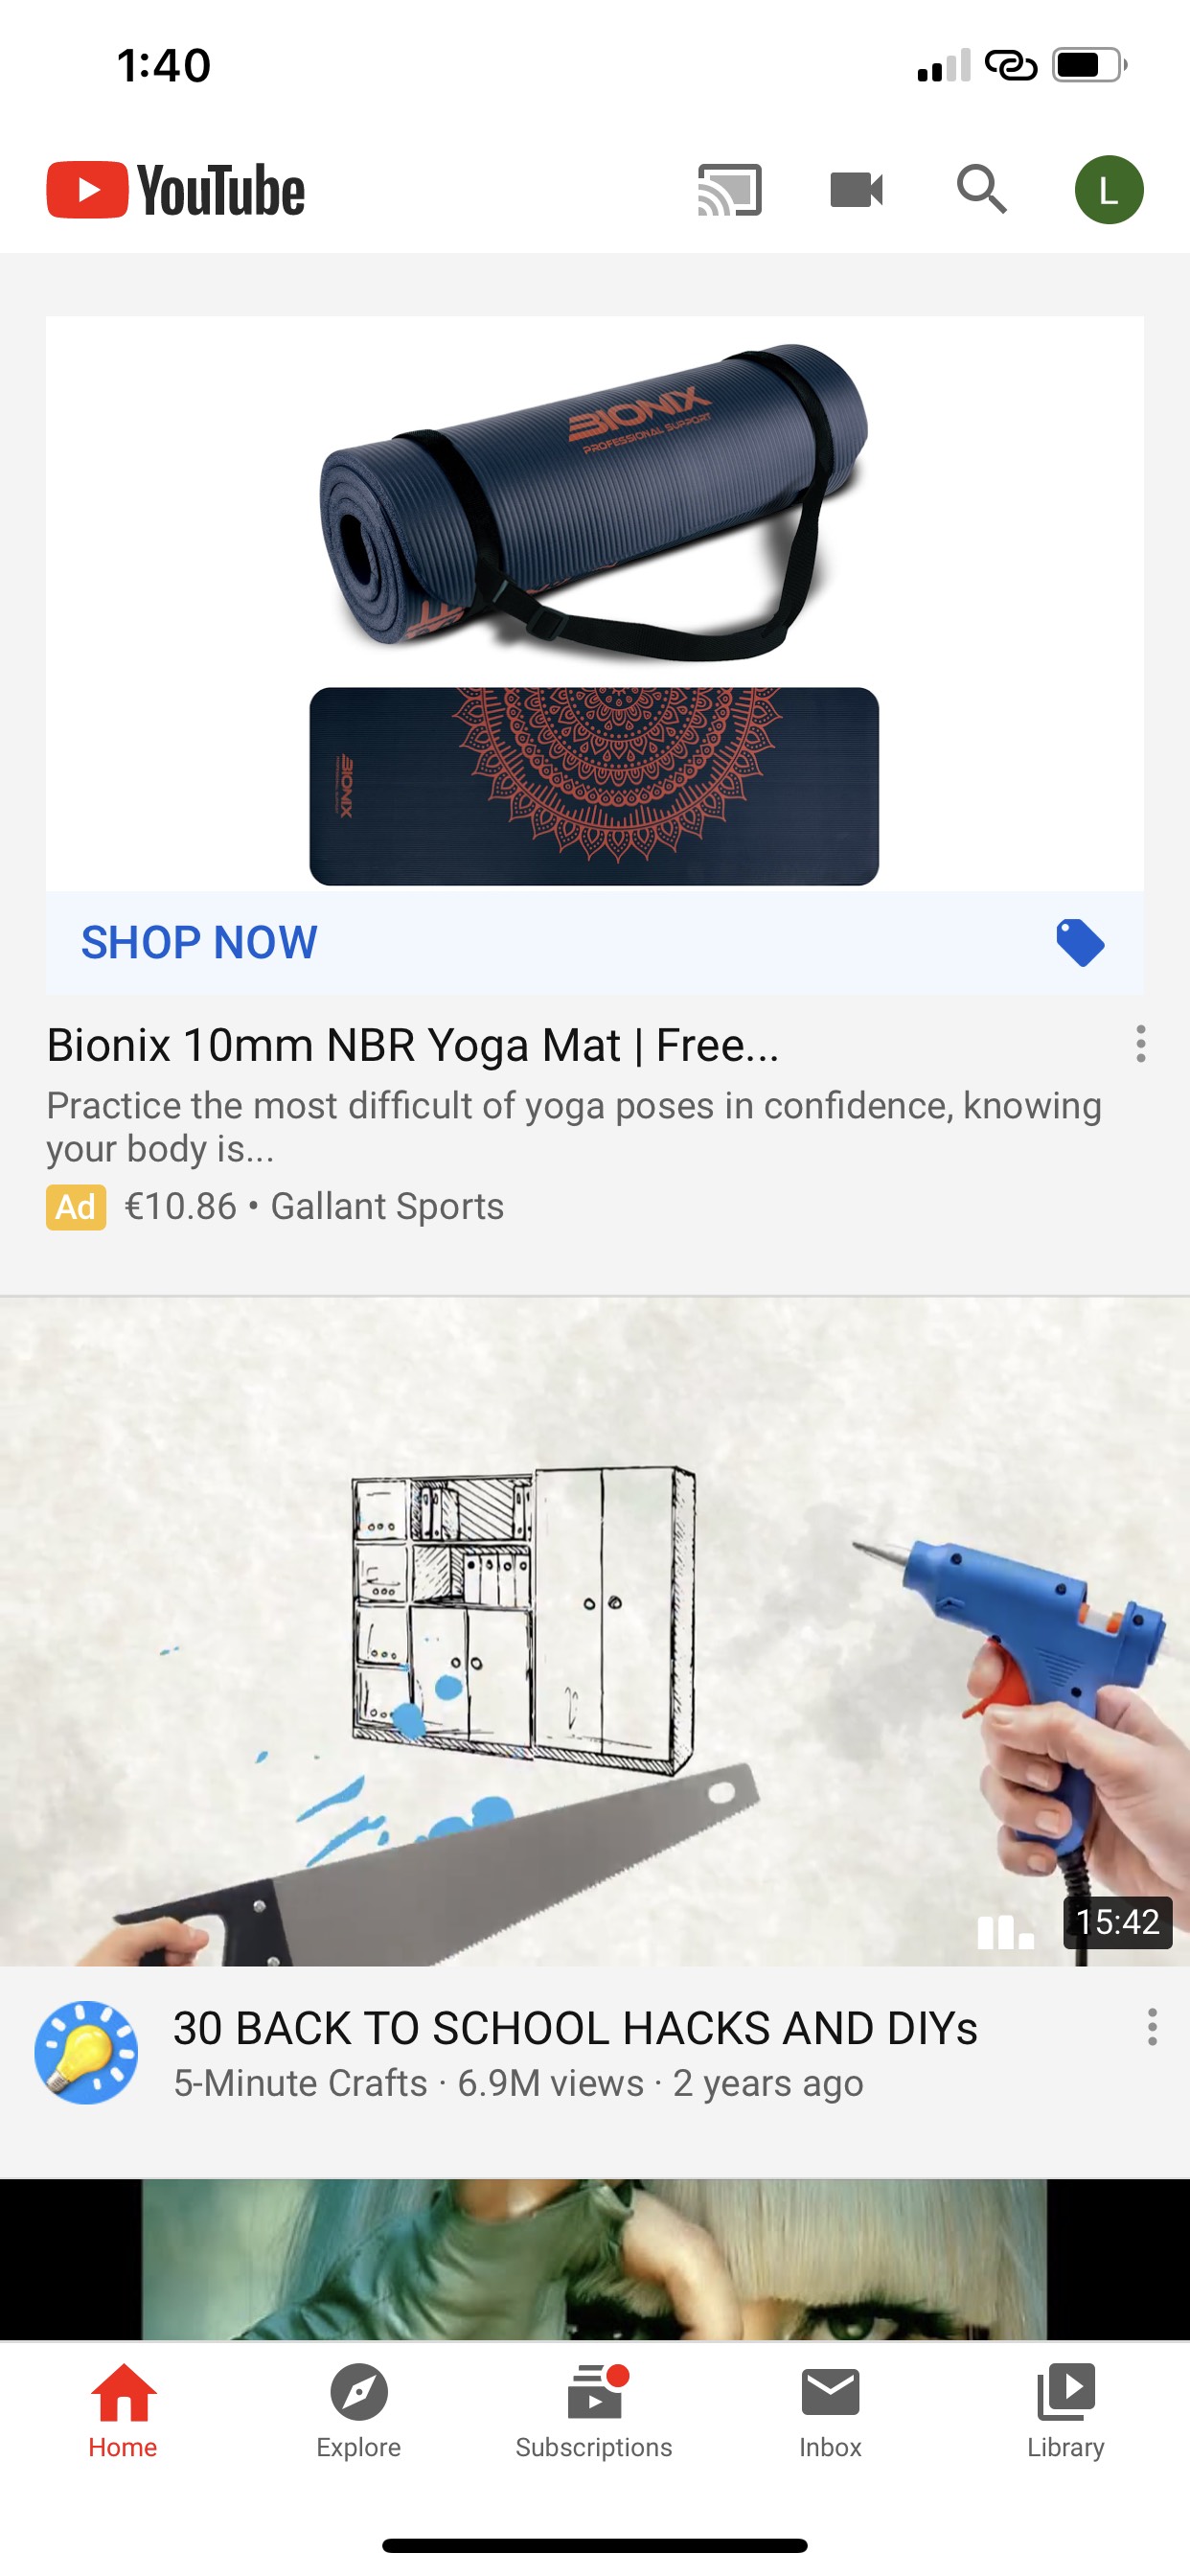 1:40
YouTube
L
BIONIX
PROFESSIONAL SUPPORT
BIONIX
SHOP NOW
Bionix 10mm NBR Yoga Mat | Free...
Practice the most difficult of yoga poses in confidence, knowing
your body is...
Ad €10.86 • Gallant Sports
15:42
30 BACK TO SCHOOL HACKS AND DIYs
5-Minute Crafts · 6.9M views · 2 years ago
Home
Explore
Subscriptions
Inbox
Library